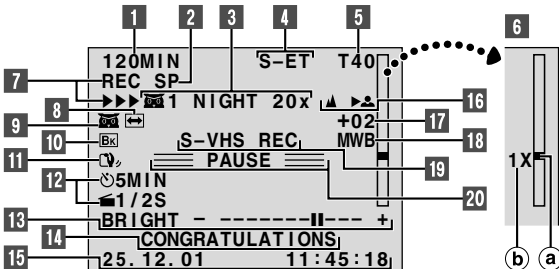 1 2 3 4 5 6
120MIN S-ET T40
REC SP
7 ▶▶▶ 1 NIGHT 20x 16
8 +02 17
9 MWB 18
10 BK S-VHS REC 19
11 PAUSE 20
12 5MIN
1/2S
1X
13 BRIGHT - ------▮▮--- +
14 CONGRATULATIONS
15 25.12.01 11:45:18
b a